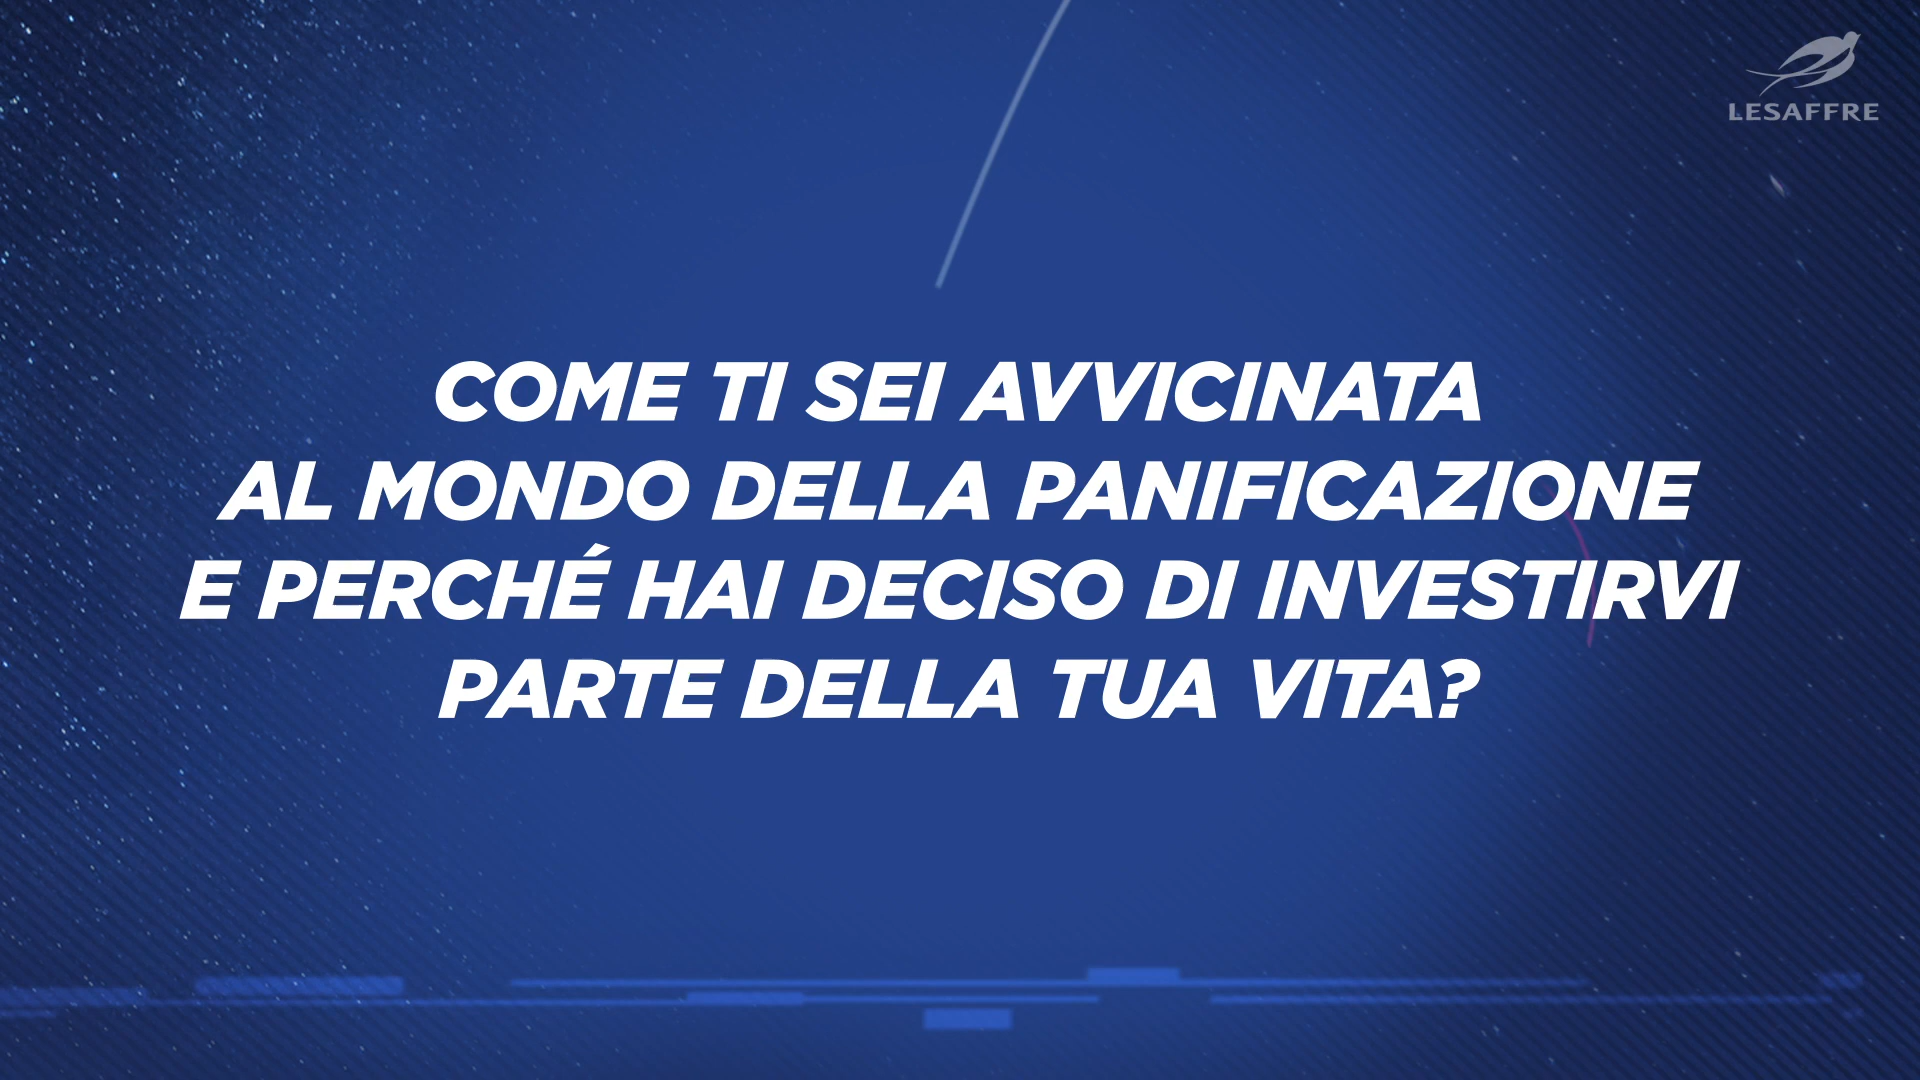 LESAFFRE
COME TI SEI AVVICINATA
AL MONDO DELLA PANIFICAZIONE
E PERCHÉ HAI DECISO DI INVESTIRVI
PARTE DELLA TUA VITA?